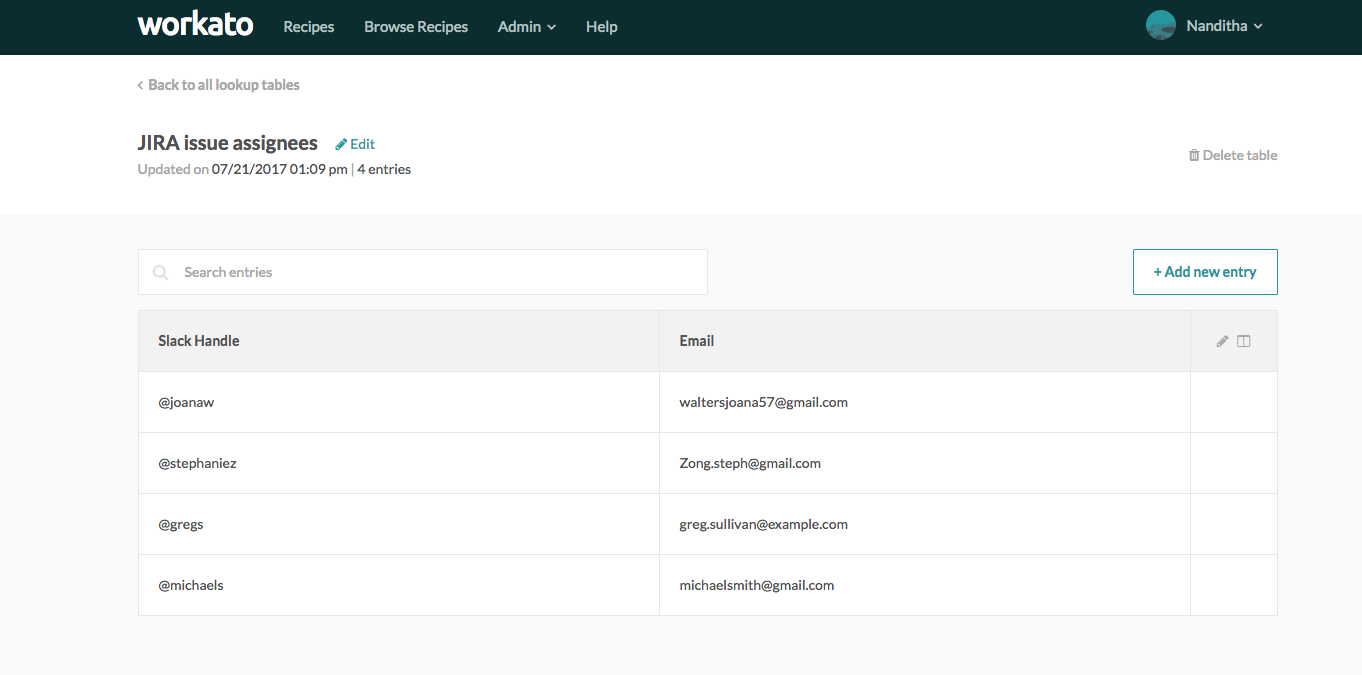 workato Recipes Browse Recipes Admin Help Nanditha
Back to all lookup tables
JIRA issue assignees Edit
Updated on 07/21/2017 01:09 pm | 4 entries
Delete table
Search entries
+ Add new entry
Slack Handle Email
@joanaw waltersjoana57@gmail.com
@stephaniez Zong.steph@gmail.com
@gregs greg.sullivan@example.com
@michaels michaelsmith@gmail.com